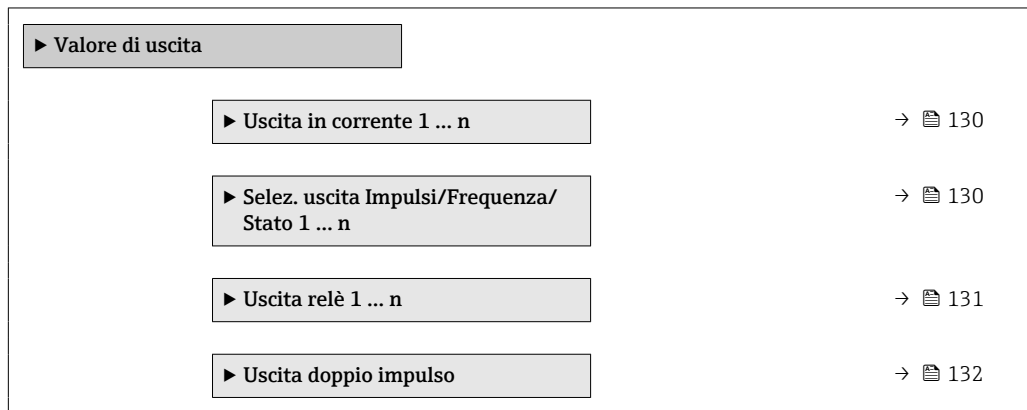 ▶ Valore di uscita
▶ Uscita in corrente 1 … n → 130
▶ Selez. uscita Impulsi/Frequenza/ → 130
Stato 1 … n
▶ Uscita relè 1 … n → 131
▶ Uscita doppio impulso → 132